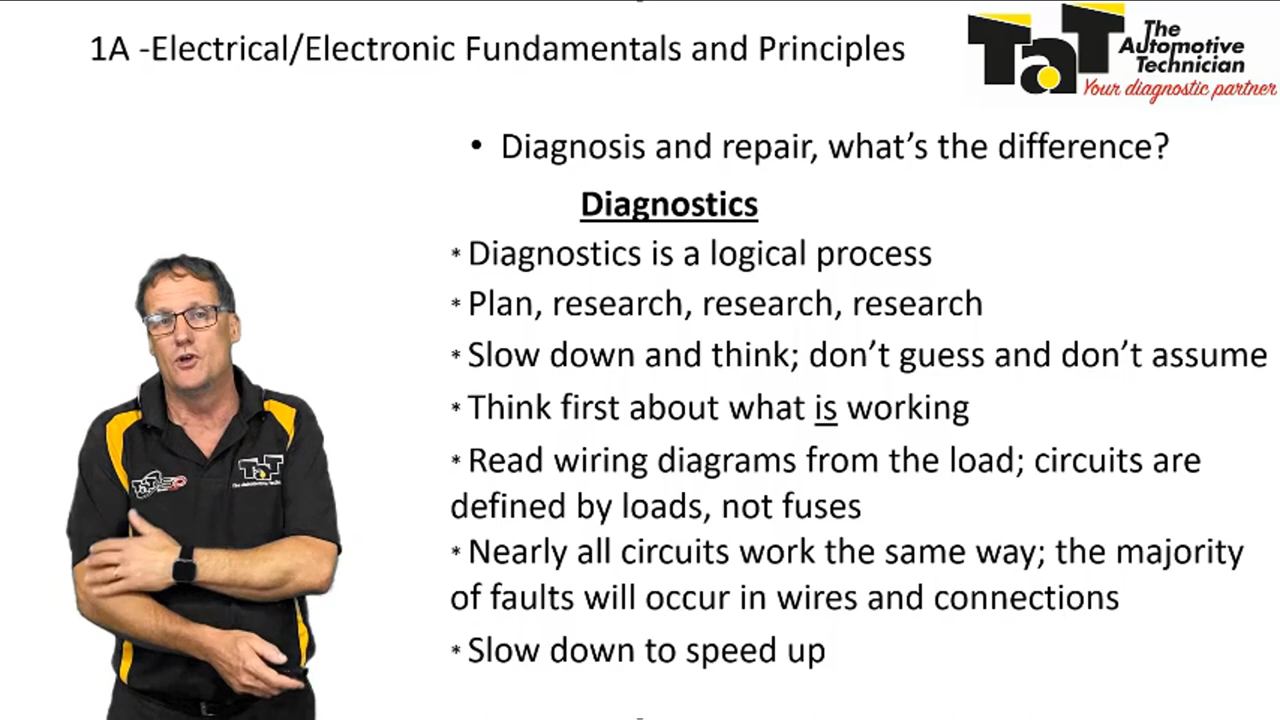 1A -Electrical/Electronic Fundamentals and Principles
TaT The
Automotive
Technician
Your diagnostic partner
• Diagnosis and repair, what's the difference?
Diagnostics
* Diagnostics is a logical process
* Plan, research, research, research
* Slow down and think; don't guess and don't assume
* Think first about what is working
* Read wiring diagrams from the load; circuits are
defined by loads, not fuses
* Nearly all circuits work the same way; the majority
of faults will occur in wires and connections
* Slow down to speed up
TaT